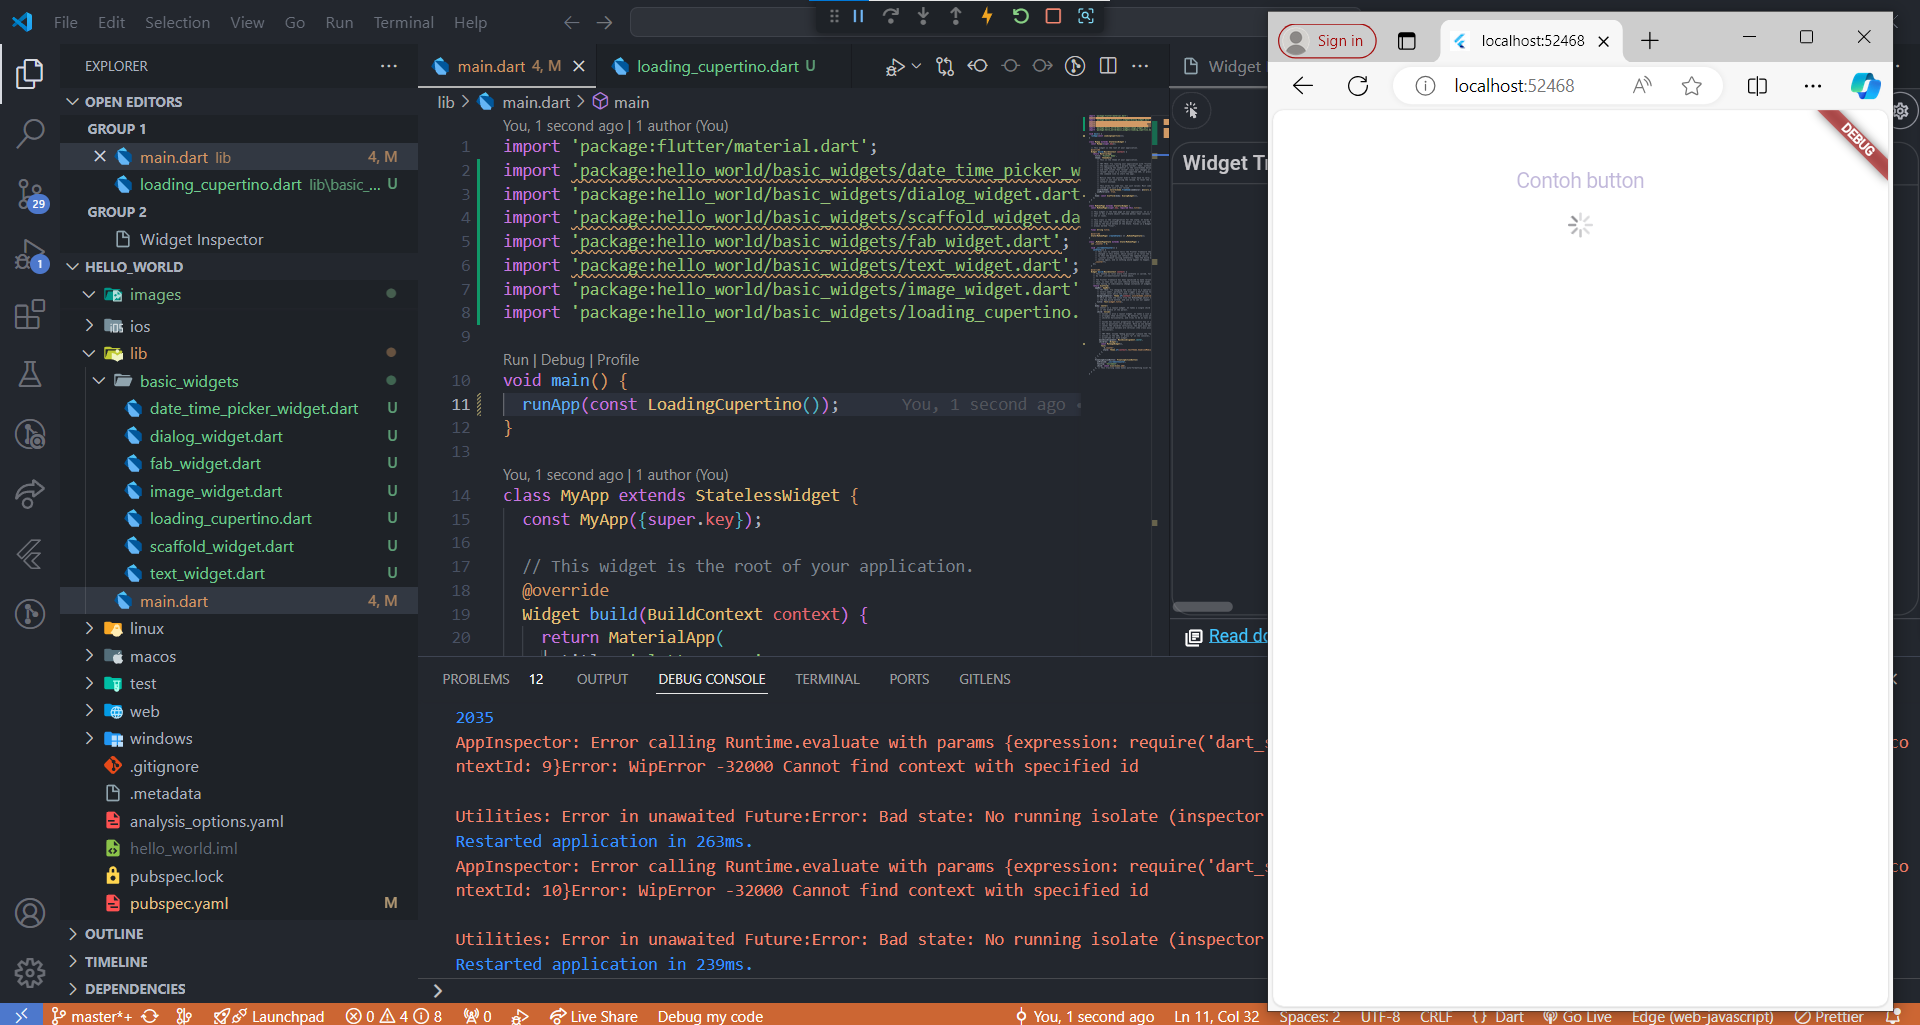 File Edit Selection View Go Run Terminal Help
EXPLORER
OPEN EDITORS
GROUP 1
main.dart lib 4, M
loading_cupertino.dart lib\basic_... U
GROUP 2
Widget Inspector
HELLO_WORLD
images
ios
lib
basic_widgets
date_time_picker_widget.dart U
dialog_widget.dart U
fab_widget.dart U
image_widget.dart U
loading_cupertino.dart U
scaffold_widget.dart U
text_widget.dart U
main.dart 4, M
linux
macos
test
web
windows
.gitignore
.metadata
analysis_options.yaml
hello_world.iml
pubspec.lock
pubspec.yaml M
OUTLINE
TIMELINE
DEPENDENCIES
29
1
main.dart 4, M
loading_cupertino.dart U
lib > main.dart > main
You, 1 second ago | 1 author (You)
1 import 'package:flutter/material.dart';
2 import 'package:hello_world/basic_widgets/date_time_picker_w
3 import 'package:hello_world/basic_widgets/dialog_widget.dart
4 import 'package:hello_world/basic_widgets/scaffold_widget.da
5 import 'package:hello_world/basic_widgets/fab_widget.dart';
6 import 'package:hello_world/basic_widgets/text_widget.dart';
7 import 'package:hello_world/basic_widgets/image_widget.dart'
8 import 'package:hello_world/basic_widgets/loading_cupertino.
9
Run | Debug | Profile
10 void main() {
11 runApp(const LoadingCupertino()); You, 1 second ago •
12 }
13
You, 1 second ago | 1 author (You)
14 class MyApp extends StatelessWidget {
15 const MyApp({super.key});
16
17 // This widget is the root of your application.
18 @override
19 Widget build(BuildContext context) {
20 return MaterialApp(
Widget
Widget Tr
Read do
PROBLEMS 12 OUTPUT DEBUG CONSOLE TERMINAL PORTS GITLENS
2035
AppInspector: Error calling Runtime.evaluate with params {expression: require('dart_s co
ntextId: 9}Error: WipError -32000 Cannot find context with specified id
Utilities: Error in unawaited Future:Error: Bad state: No running isolate (inspector
Restarted application in 263ms.
AppInspector: Error calling Runtime.evaluate with params {expression: require('dart_s co
ntextId: 10}Error: WipError -32000 Cannot find context with specified id
Utilities: Error in unawaited Future:Error: Bad state: No running isolate (inspector
Restarted application in 239ms.
>
Sign in
localhost:52468
localhost:52468
DEBUG
Contoh button
master*+ Launchpad 0 4 8 0 Live Share Debug my code You, 1 second ago Ln 11, Col 32 Spaces: 2 UTF-8 CRLF {} Dart Go Live Edge (web-javascript) Prettier